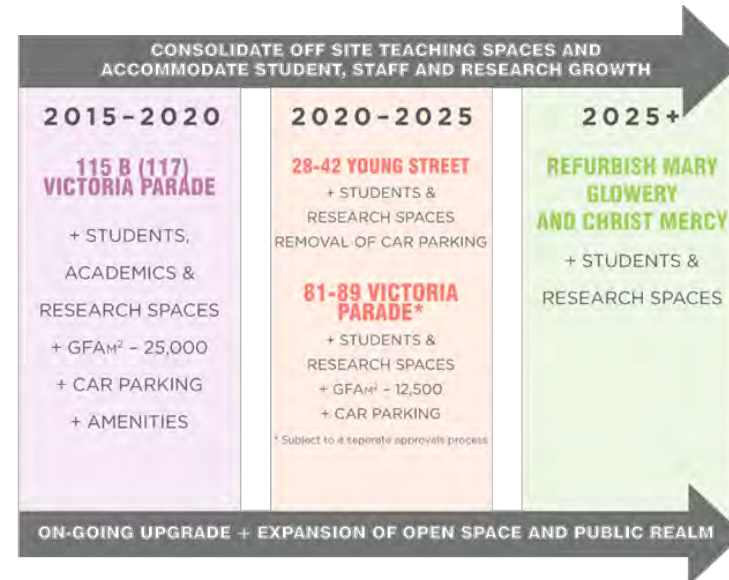 CONSOLIDATE OFF SITE TEACHING SPACES AND
ACCOMMODATE STUDENT, STAFF AND RESEARCH GROWTH
2015–2020
115 B (117)
VICTORIA PARADE
+ STUDENTS,
ACADEMICS &
RESEARCH SPACES
+ GFAM² – 25,000
+ CAR PARKING
+ AMENITIES
2020–2025
28-42 YOUNG STREET
+ STUDENTS &
RESEARCH SPACES
REMOVAL OF CAR PARKING
81-89 VICTORIA
PARADE*
+ STUDENTS &
RESEARCH SPACES
+ GFAM² – 12,500
+ CAR PARKING
* Subject to a seperate approvals process
2025+
REFURBISH MARY
GLOWERY
AND CHRIST MERCY
+ STUDENTS &
RESEARCH SPACES
ON-GOING UPGRADE + EXPANSION OF OPEN SPACE AND PUBLIC REALM